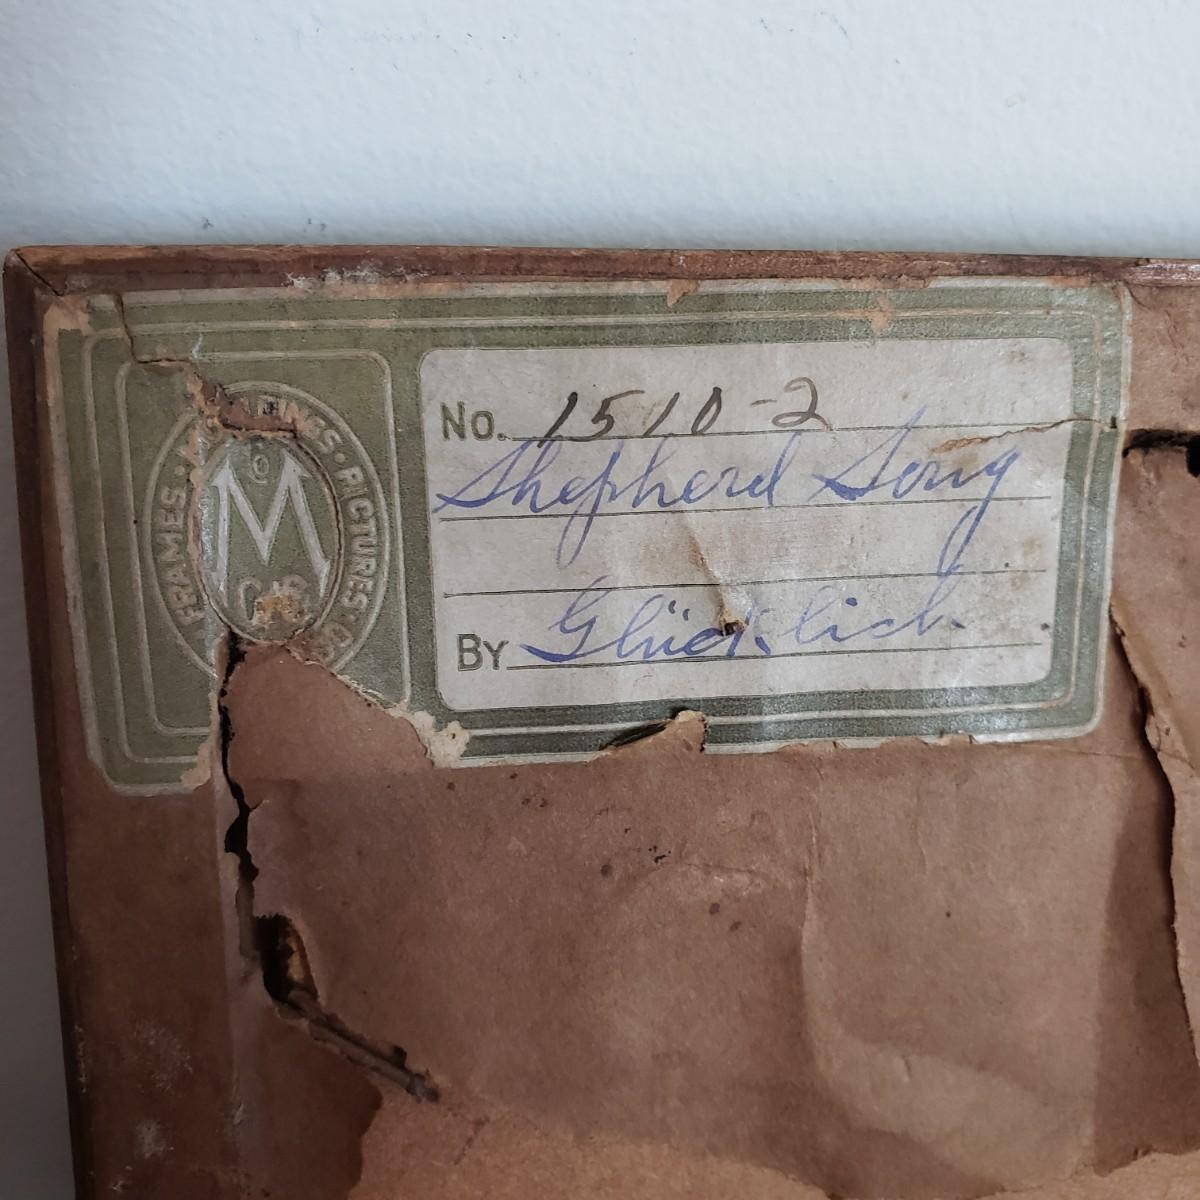 FRAMES · PICTURES ·
M
No. 1510-2
Shepherd Song
By Glücklich